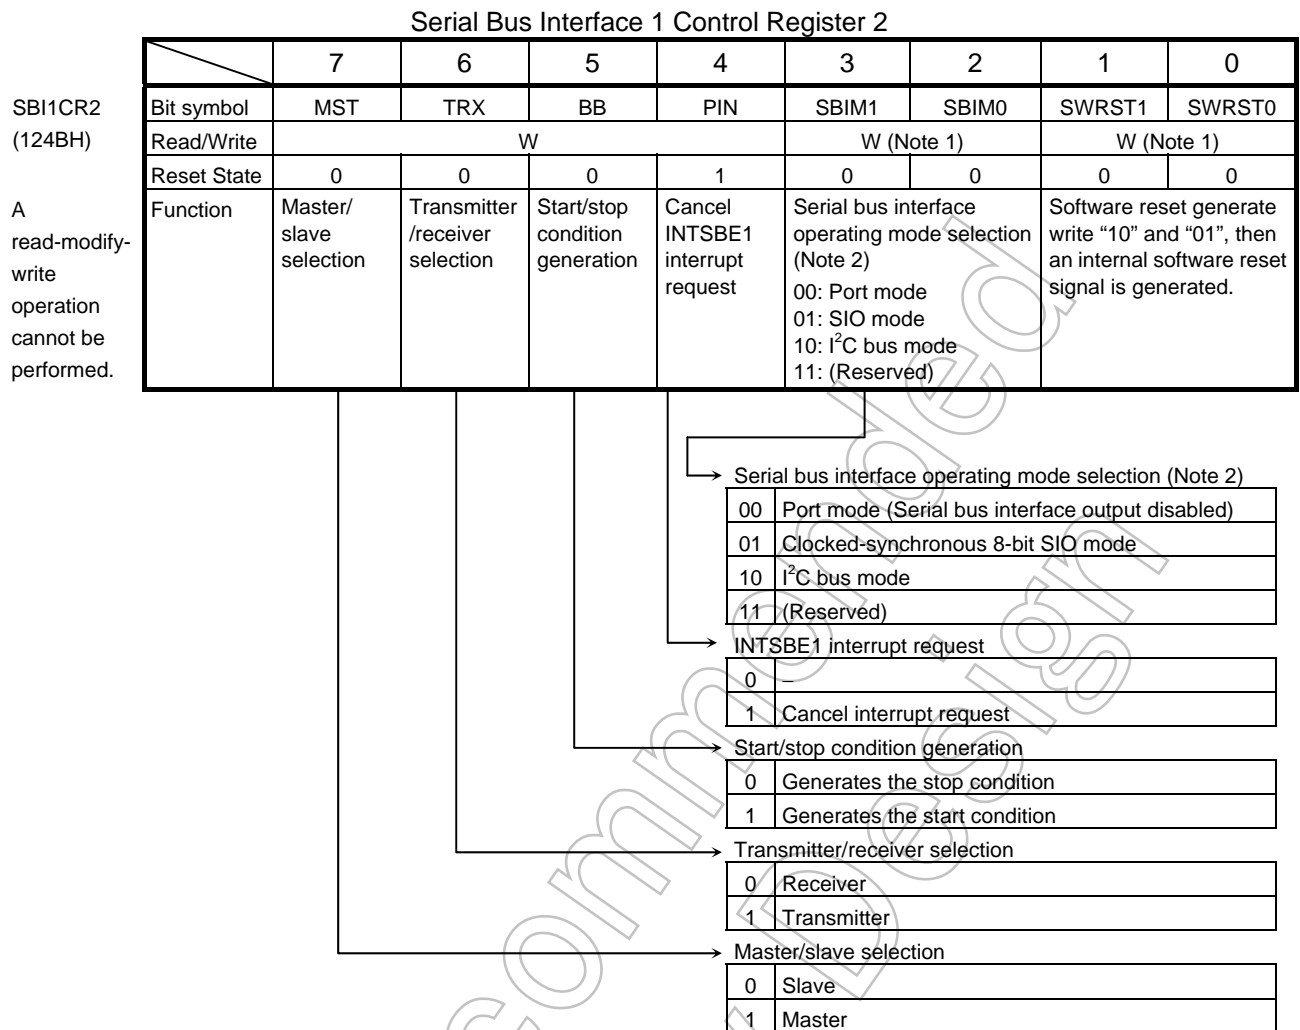 Serial Bus Interface 1 Control Register 2
7 6 5 4 3 2 1 0
SBI1CR2
(124BH)
Bit symbol MST TRX BB PIN SBIM1 SBIM0 SWRST1 SWRST0
Read/Write W W (Note 1) W (Note 1)
Reset State 0 0 0 1 0 0 0 0
A
read-modify-
write
operation
cannot be
performed.
Function
Master/
slave
selection
Transmitter
/receiver
selection
Start/stop
condition
generation
Cancel
INTSBE1
interrupt
request
Serial bus interface
operating mode selection
(Note 2)
00: Port mode
01: SIO mode
10: I²C bus mode
11: (Reserved)
Software reset generate
write “10” and “01”, then
an internal software reset
signal is generated.
Serial bus interface operating mode selection (Note 2)
00 Port mode (Serial bus interface output disabled)
01 Clocked-synchronous 8-bit SIO mode
10 I²C bus mode
11 (Reserved)
INTSBE1 interrupt request
0 –
1 Cancel interrupt request
Start/stop condition generation
0 Generates the stop condition
1 Generates the start condition
Transmitter/receiver selection
0 Receiver
1 Transmitter
Master/slave selection
0 Slave
1 Master